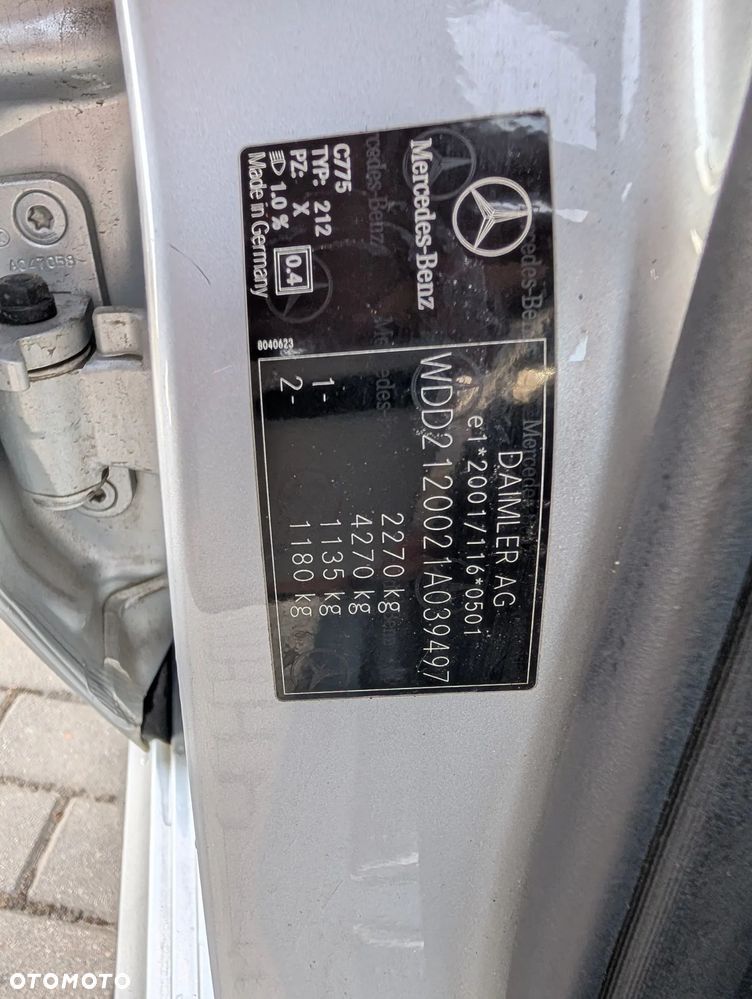 Mercedes-Benz
C775
TYP: 212
PZ: X
1.0 % 0.4
Made in Germany
8040623
DAIMLER AG
e1*2001/116*0501
WDD2120021A039497
2270 kg
4270 kg
1- 1135 kg
2- 1180 kg
OTOMOTO